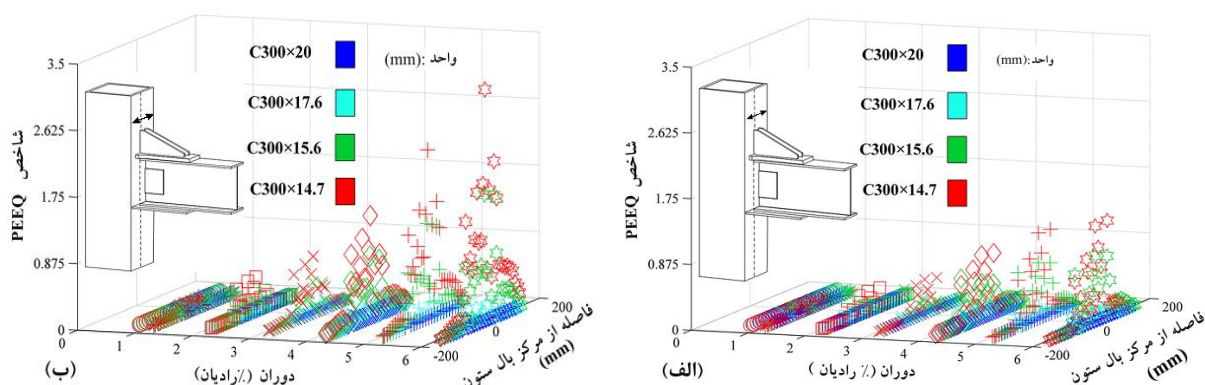 C300×20
واحد :(mm)
C300×17.6
C300×15.6
C300×14.7
شاخص PEEQ
3.5
2.625
1.75
0.875
0
0
1
2
3
4
5
6
-200
0
200
دوران (٪رادیان)
فاصله از مرکز بال ستون
(mm)
(ب)
C300×20
واحد :(mm)
C300×17.6
C300×15.6
C300×14.7
شاخص PEEQ
3.5
2.625
1.75
0.875
0
0
1
2
3
4
5
6
-200
0
200
دوران (٪ رادیان )
فاصله از مرکز بال ستون
(mm)
(الف)